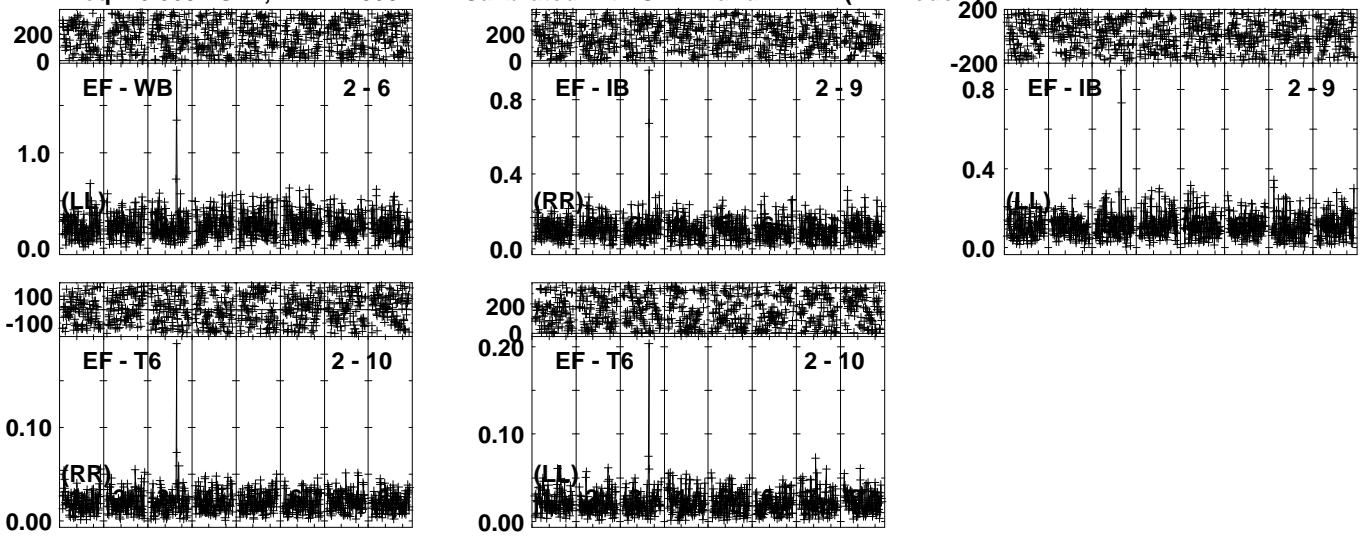 200 200 200
0 0 -200
EF - WB 2 - 6 EF - IB 2 - 9 EF - IB 2 - 9
0.8 0.8
1.0
0.4 0.4
(LL) (RR) (LL)
0.0 0.0 0.0
100 200
-100 0
0.20
EF - T6 2 - 10 EF - T6 2 - 10
0.10 0.10
(RR) (LL)
0.00 0.00